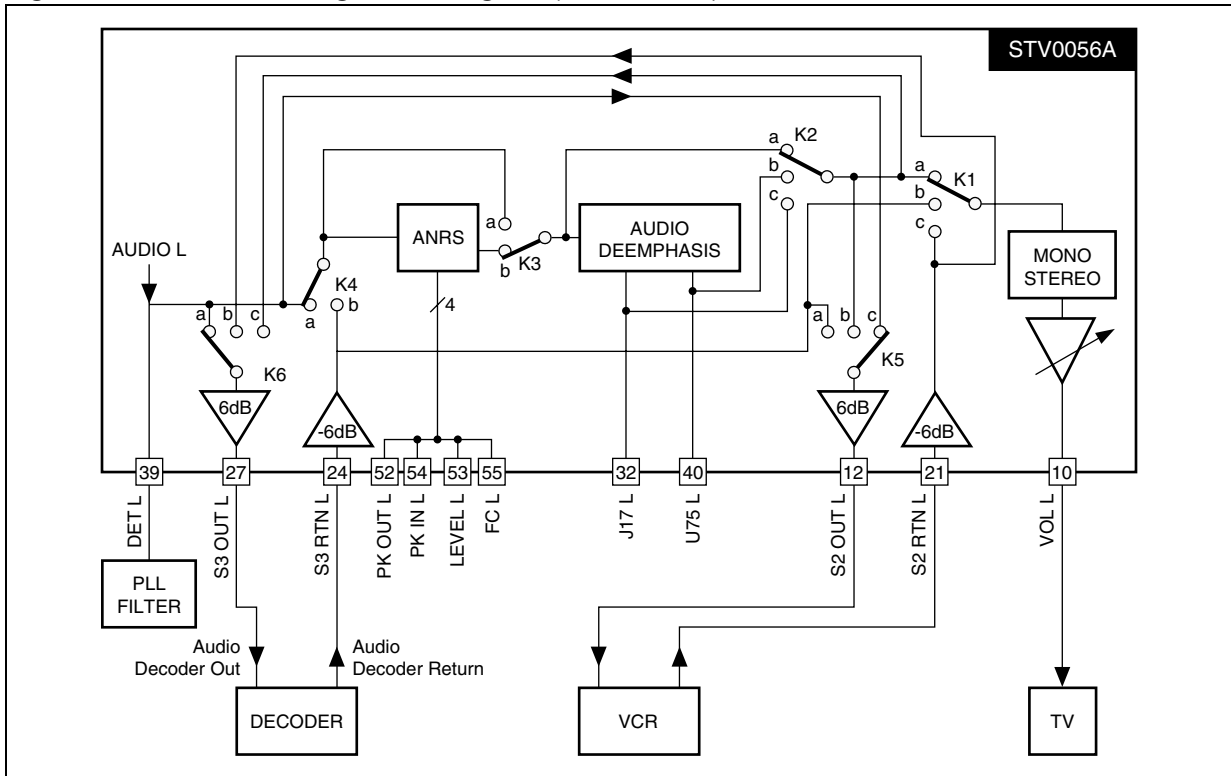 STV0056A
a K2
b
c
a K1
b
c
a
b K3
ANRS
AUDIO
DEEMPHASIS
MONO
STEREO
AUDIO L
K4
a b
4
a b c
K6
a b c
K5
6dB
-6dB
6dB
-6dB
39 27 24 52 54 53 55 32 40 12 21 10
DET L
S3 OUT L
S3 RTN L
PK OUT L
PK IN L
LEVEL L
FC L
J17 L
U75 L
S2 OUT L
S2 RTN L
VOL L
PLL
FILTER
Audio
Decoder Out
Audio
Decoder Return
DECODER
VCR
TV